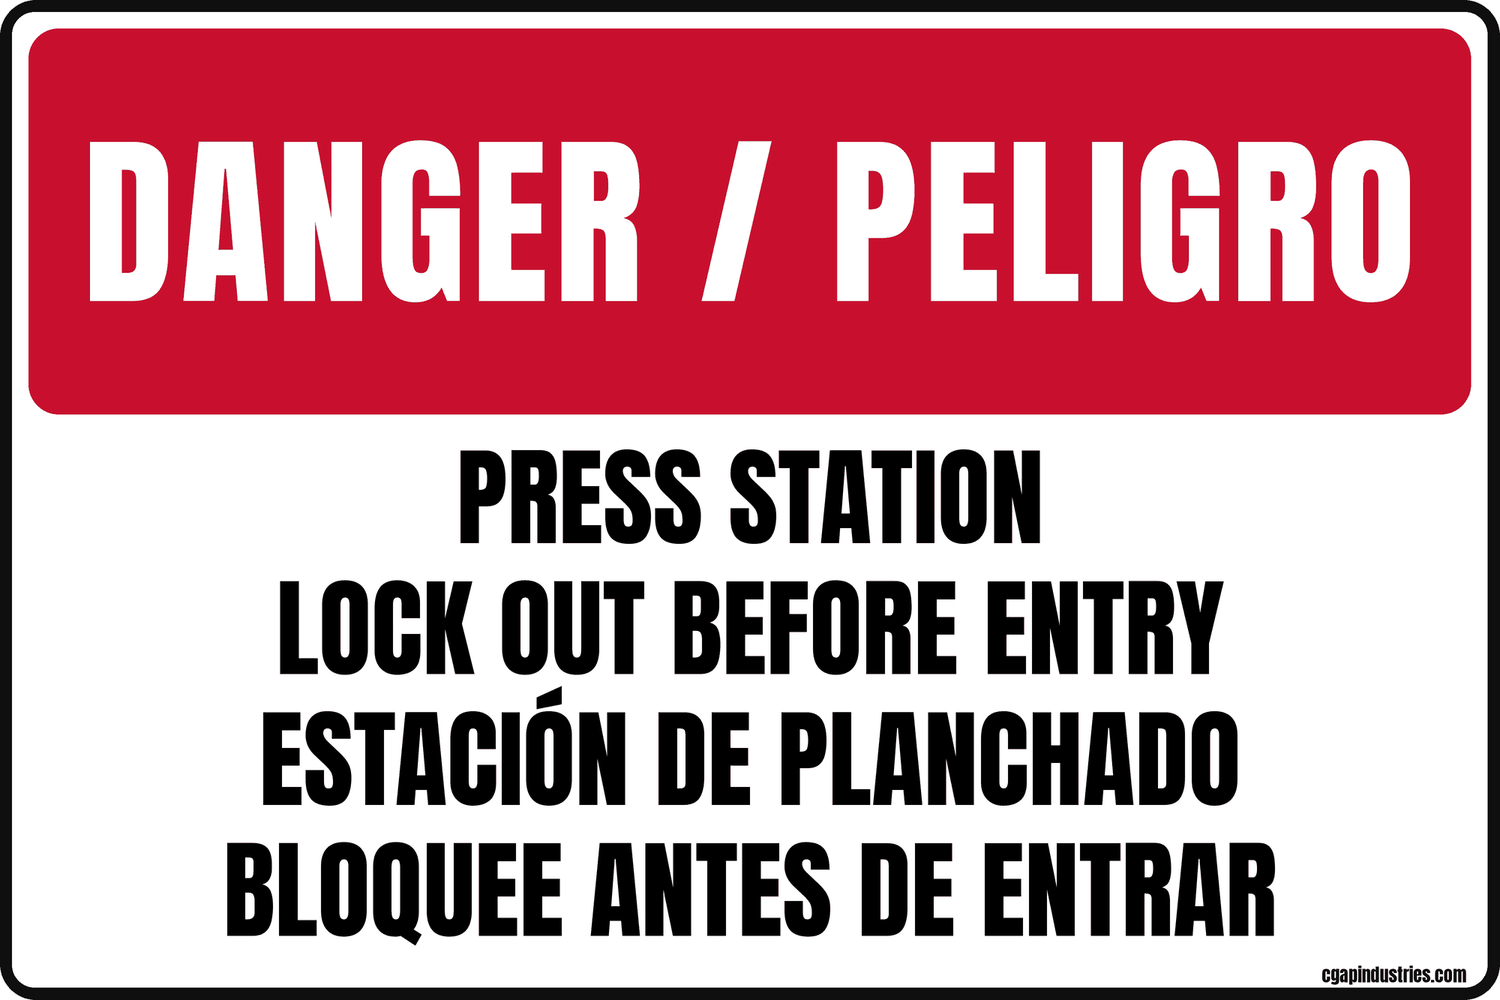 DANGER / PELIGRO
PRESS STATION
LOCK OUT BEFORE ENTRY
ESTACIÓN DE PLANCHADO
BLOQUEE ANTES DE ENTRAR
cgapindustries.com